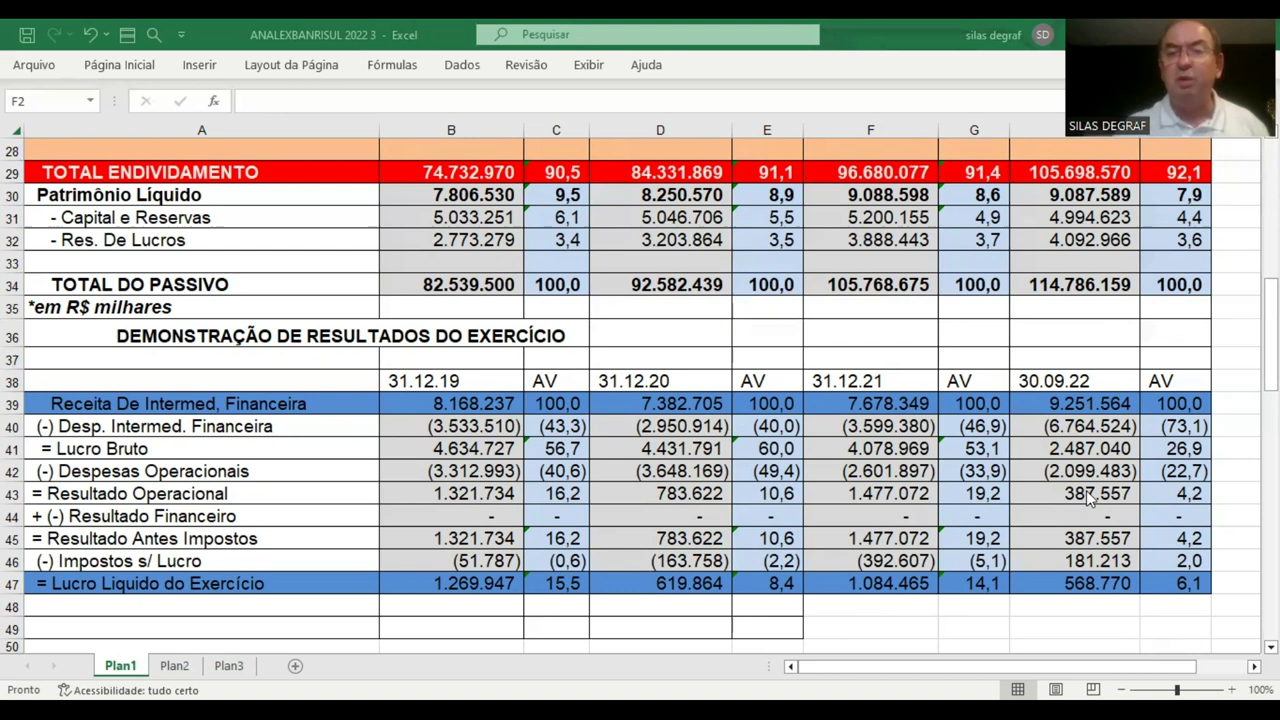 ANALEXBANRISUL 2022 3 - Excel Pesquisar silas degraf SD
Arquivo Página Inicial Inserir Layout da Página Fórmulas Dados Revisão Exibir Ajuda
F2 fx
SILAS DEGRAF
A B C D E F G
28
29 TOTAL ENDIVIDAMENTO 74.732.970 90,5 84.331.869 91,1 96.680.077 91,4 105.698.570 92,1
30 Patrimônio Líquido 7.806.530 9,5 8.250.570 8,9 9.088.598 8,6 9.087.589 7,9
31 - Capital e Reservas 5.033.251 6,1 5.046.706 5,5 5.200.155 4,9 4.994.623 4,4
32 - Res. De Lucros 2.773.279 3,4 3.203.864 3,5 3.888.443 3,7 4.092.966 3,6
33
34 TOTAL DO PASSIVO 82.539.500 100,0 92.582.439 100,0 105.768.675 100,0 114.786.159 100,0
35 *em R$ milhares
36 DEMONSTRAÇÃO DE RESULTADOS DO EXERCÍCIO
37
38 31.12.19 AV 31.12.20 AV 31.12.21 AV 30.09.22 AV
39 Receita De Intermed, Financeira 8.168.237 100,0 7.382.705 100,0 7.678.349 100,0 9.251.564 100,0
40 (-) Desp. Intermed. Financeira (3.533.510) (43,3) (2.950.914) (40,0) (3.599.380) (46,9) (6.764.524) (73,1)
41 = Lucro Bruto 4.634.727 56,7 4.431.791 60,0 4.078.969 53,1 2.487.040 26,9
42 (-) Despesas Operacionais (3.312.993) (40,6) (3.648.169) (49,4) (2.601.897) (33,9) (2.099.483) (22,7)
43 = Resultado Operacional 1.321.734 16,2 783.622 10,6 1.477.072 19,2 387.557 4,2
44 + (-) Resultado Financeiro - - - - - - - -
45 = Resultado Antes Impostos 1.321.734 16,2 783.622 10,6 1.477.072 19,2 387.557 4,2
46 (-) Impostos s/ Lucro (51.787) (0,6) (163.758) (2,2) (392.607) (5,1) 181.213 2,0
47 = Lucro Liquido do Exercício 1.269.947 15,5 619.864 8,4 1.084.465 14,1 568.770 6,1
48
49
50
Plan1 Plan2 Plan3
Pronto Acessibilidade: tudo certo 100%